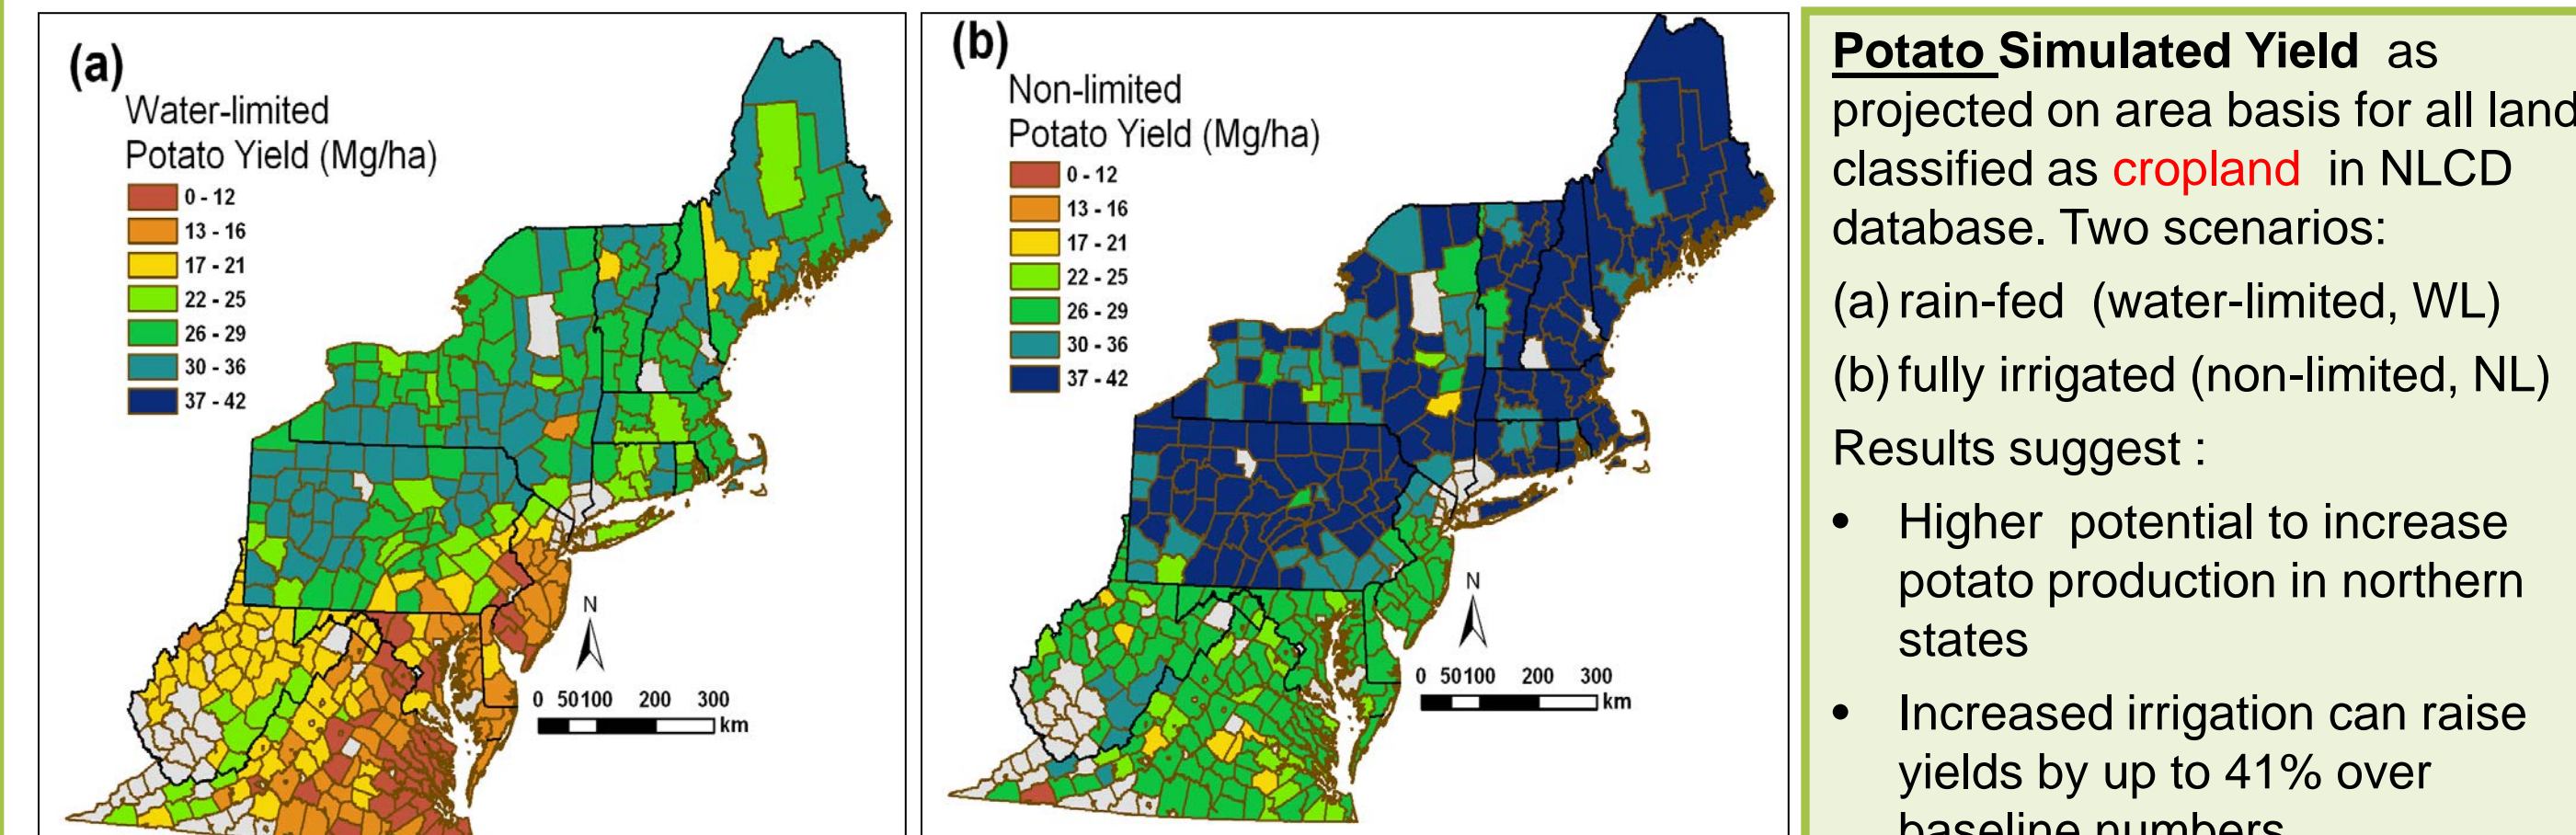 (a)
Water-limited
Potato Yield (Mg/ha)
0 - 12
13 - 16
17 - 21
22 - 25
26 - 29
30 - 36
37 - 42
N
0 50100 200 300
km
(b)
Non-limited
Potato Yield (Mg/ha)
0 - 12
13 - 16
17 - 21
22 - 25
26 - 29
30 - 36
37 - 42
N
0 50100 200 300
km
Potato Simulated Yield as
projected on area basis for all land
classified as cropland in NLCD
database. Two scenarios:
(a) rain-fed (water-limited, WL)
(b) fully irrigated (non-limited, NL)
Results suggest :
• Higher potential to increase
potato production in northern
states
• Increased irrigation can raise
yields by up to 41% over
baseline numbers